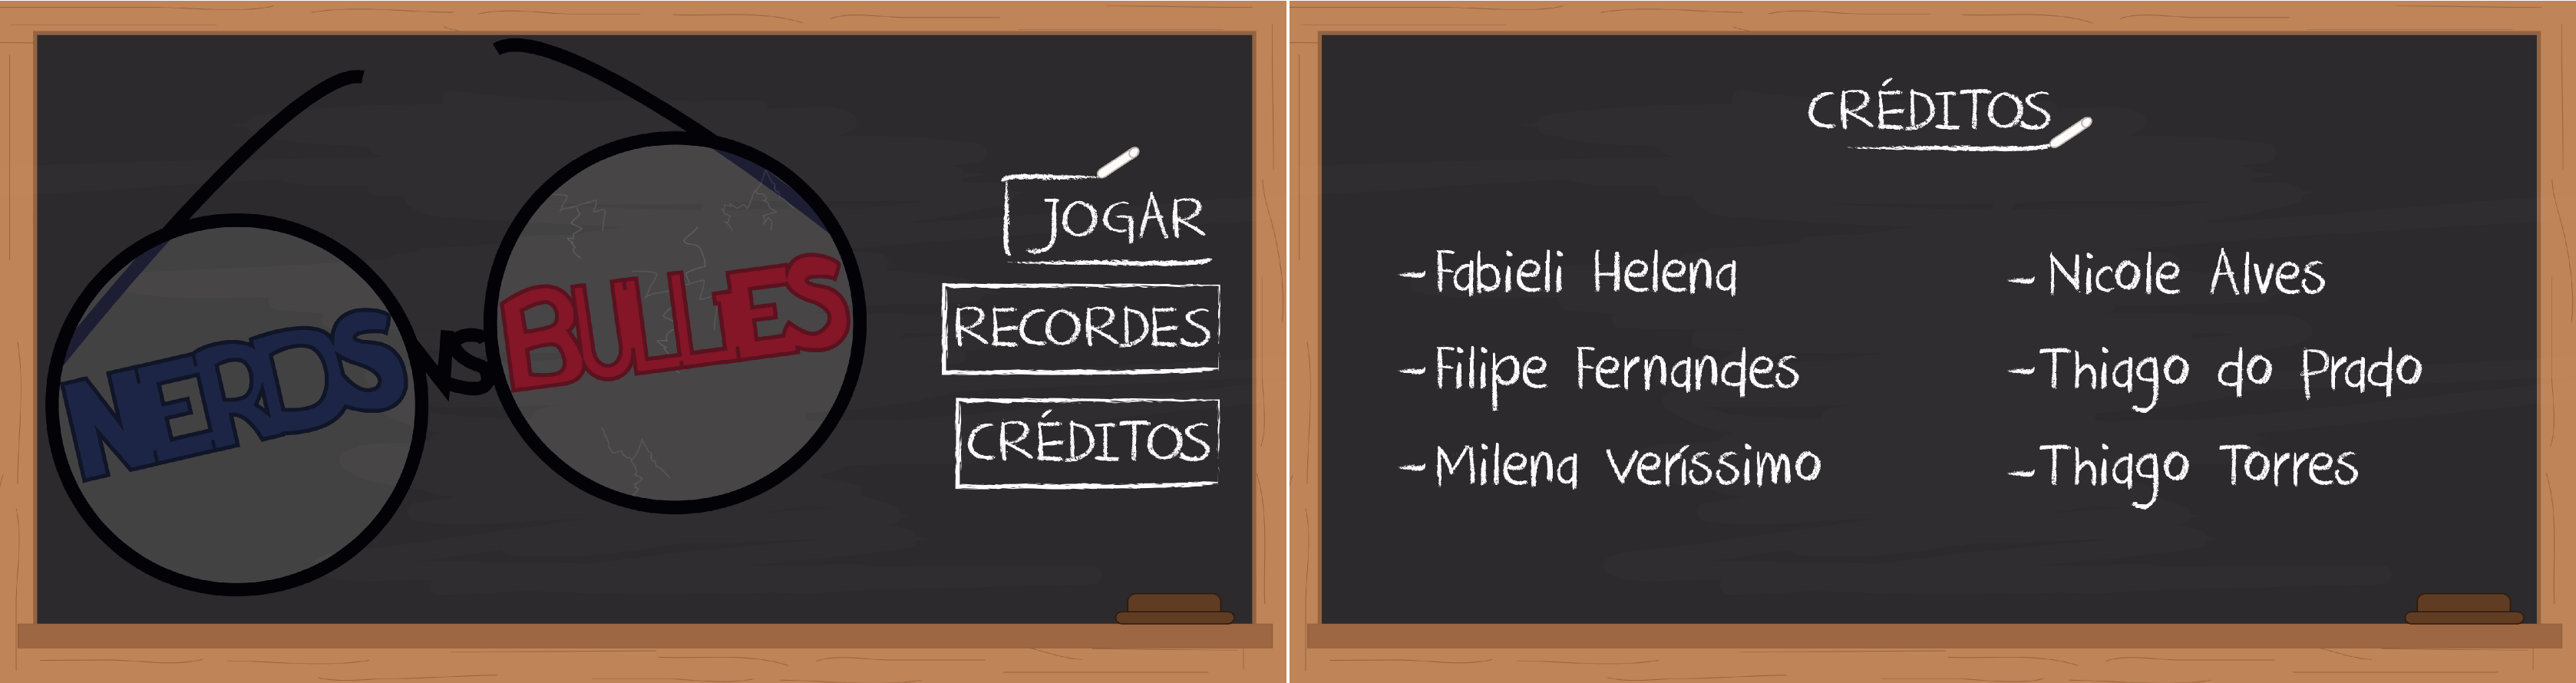 NERDS VS BULLIES
JOGAR
RECORDES
CRÉDITOS
CRÉDITOS
-Fabieli Helena
-Filipe Fernandes
-Milena Veríssimo
-Nicole Alves
-Thiago do Prado
-Thiago Torres